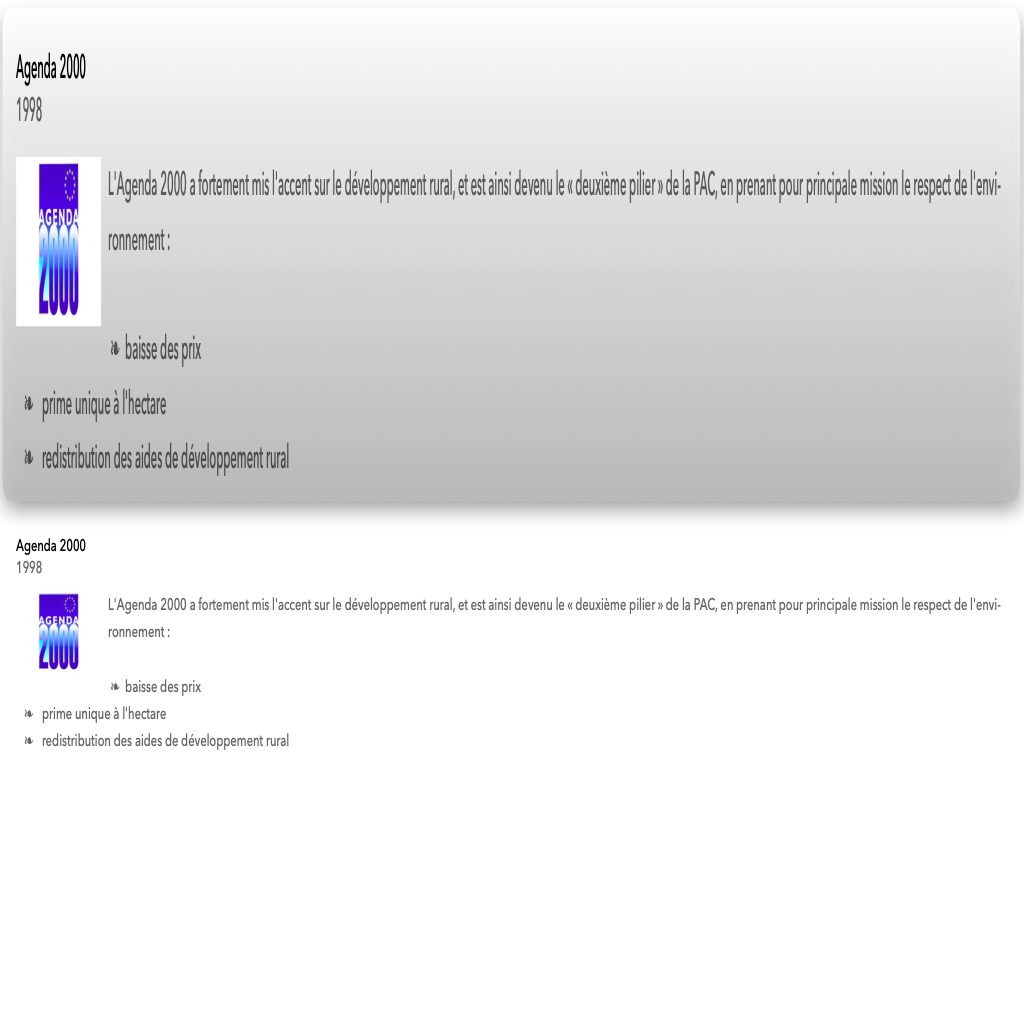 Agenda 2000
1998
AGENDA
2000
L'Agenda 2000 a fortement mis l'accent sur le développement rural, et est ainsi devenu le « deuxième pilier » de la PAC, en prenant pour principale mission le respect de l'envi-
ronnement :
❧ baisse des prix
❧ prime unique à l'hectare
❧ redistribution des aides de développement rural
Agenda 2000
1998
AGENDA
2000
L'Agenda 2000 a fortement mis l'accent sur le développement rural, et est ainsi devenu le « deuxième pilier » de la PAC, en prenant pour principale mission le respect de l'envi-
ronnement :
❧ baisse des prix
❧ prime unique à l'hectare
❧ redistribution des aides de développement rural